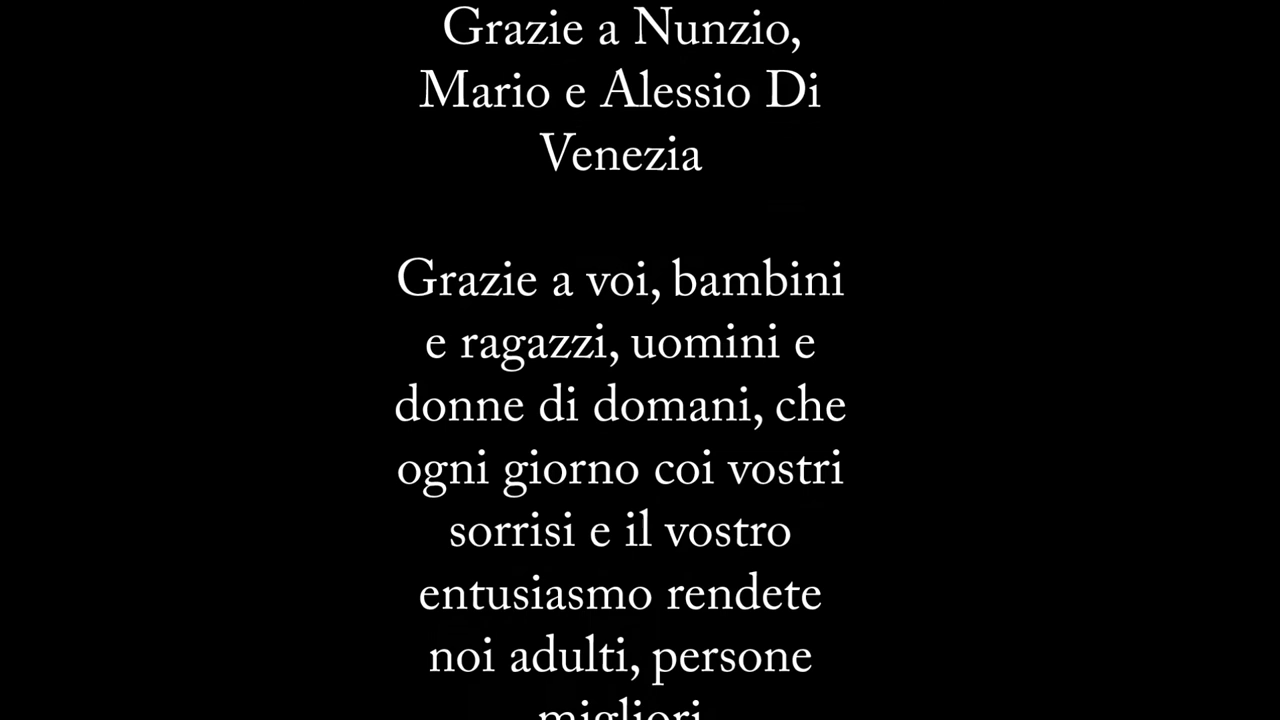 Grazie a Nunzio,
Mario e Alessio Di
Venezia
Grazie a voi, bambini
e ragazzi, uomini e
donne di domani, che
ogni giorno coi vostri
sorrisi e il vostro
entusiasmo rendete
noi adulti, persone
migliori